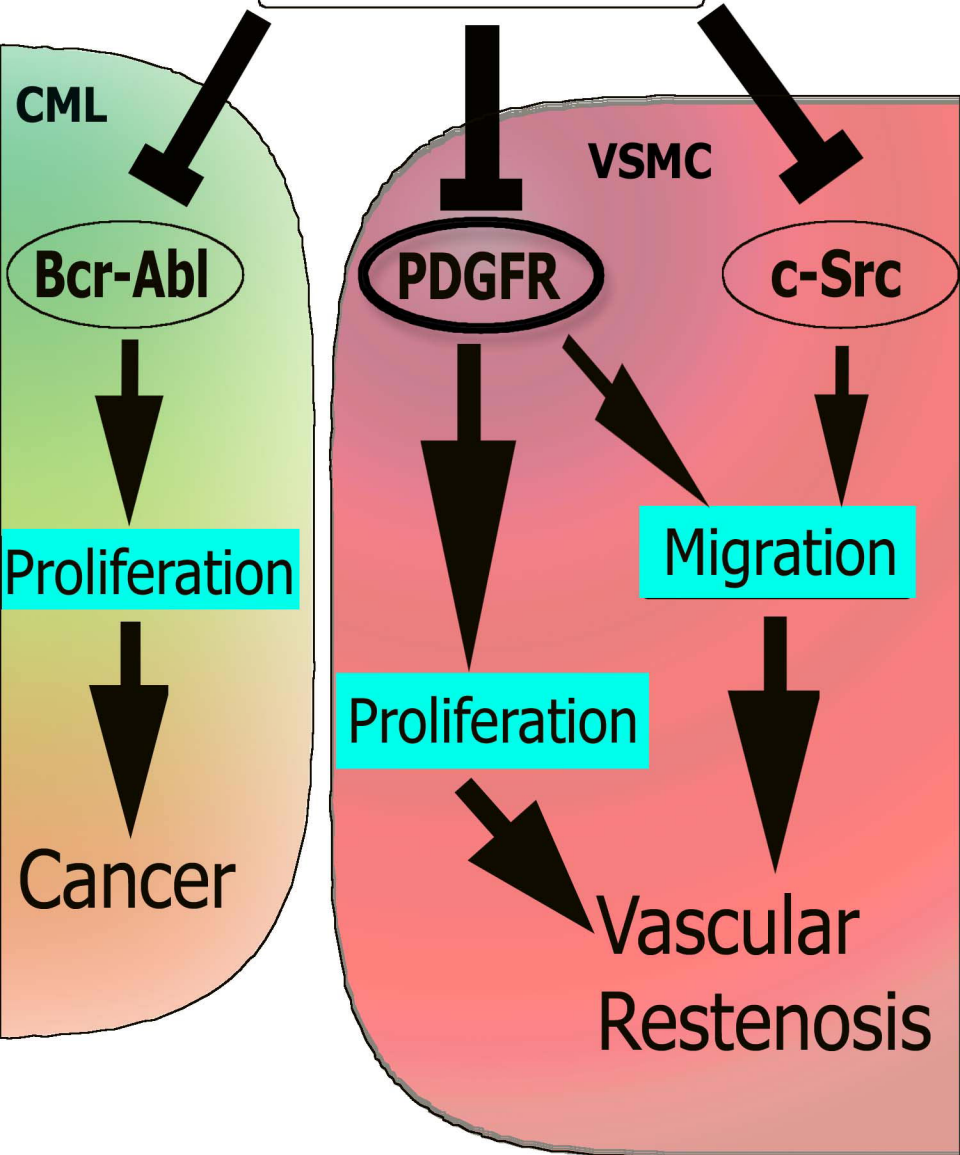 CML
VSMC
Bcr-Abl
PDGFR
c-Src
Proliferation
Migration
Proliferation
Cancer
Vascular
Restenosis